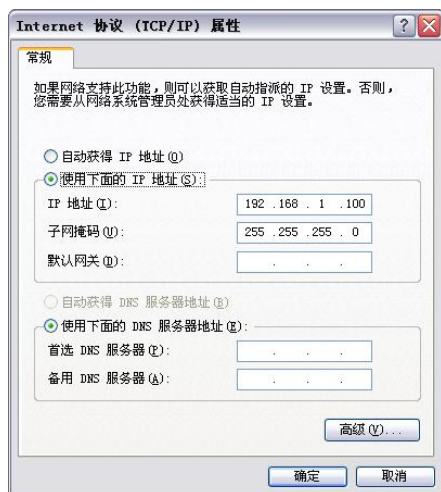 Internet 协议 (TCP/IP) 属性
常规
如果网络支持此功能，则可以获取自动指派的 IP 设置。否则，
您需要从网络系统管理员处获得适当的 IP 设置。
自动获得 IP 地址(O)
使用下面的 IP 地址(S):
IP 地址(I): 192 .168 . 1 .100
子网掩码(U): 255 .255 .255 . 0
默认网关(D): . . .
自动获得 DNS 服务器地址(B)
使用下面的 DNS 服务器地址(E):
首选 DNS 服务器(P): . . .
备用 DNS 服务器(A): . . .
高级(V)...
确定 取消